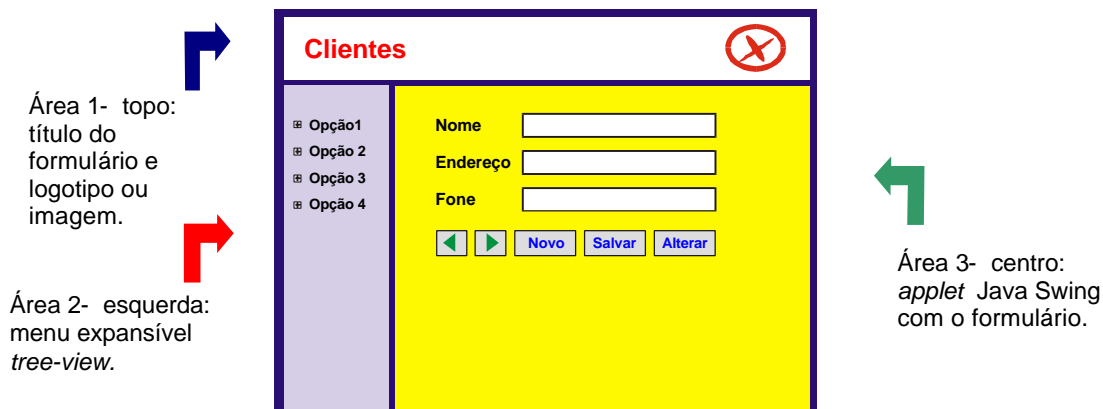 Clientes
Área 1- topo:
título do
formulário e
logotipo ou
imagem.
Opção1
Opção 2
Opção 3
Opção 4
Nome
Endereço
Fone
Novo Salvar Alterar
Área 2- esquerda:
menu expansível
tree-view.
Área 3- centro:
applet Java Swing
com o formulário.